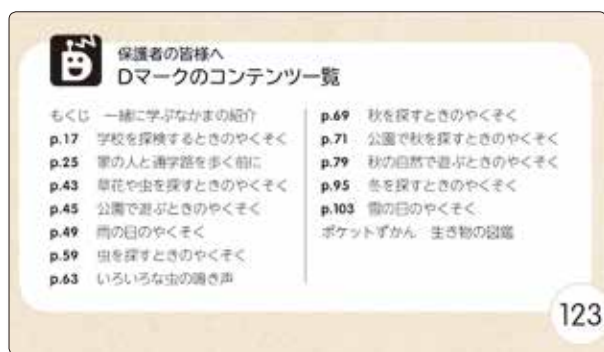 保護者の皆様へ
Dマークのコンテンツ一覧
もくじ 一緒に学ぶなかまの紹介
p.17 学校を探検するときのやくそく
p.25 家の人と通学路を歩く前に
p.43 草花や虫を探すときのやくそく
p.45 公園で遊ぶときのやくそく
p.49 雨の日のやくそく
p.59 虫を探すときのやくそく
p.63 いろいろな虫の鳴き声
p.69 秋を探すときのやくそく
p.71 公園で秋を探すときのやくそく
p.79 秋の自然で遊ぶときのやくそく
p.95 冬を探すときのやくそく
p.103 雪の日のやくそく
ポケットずかん 生き物の図鑑
123